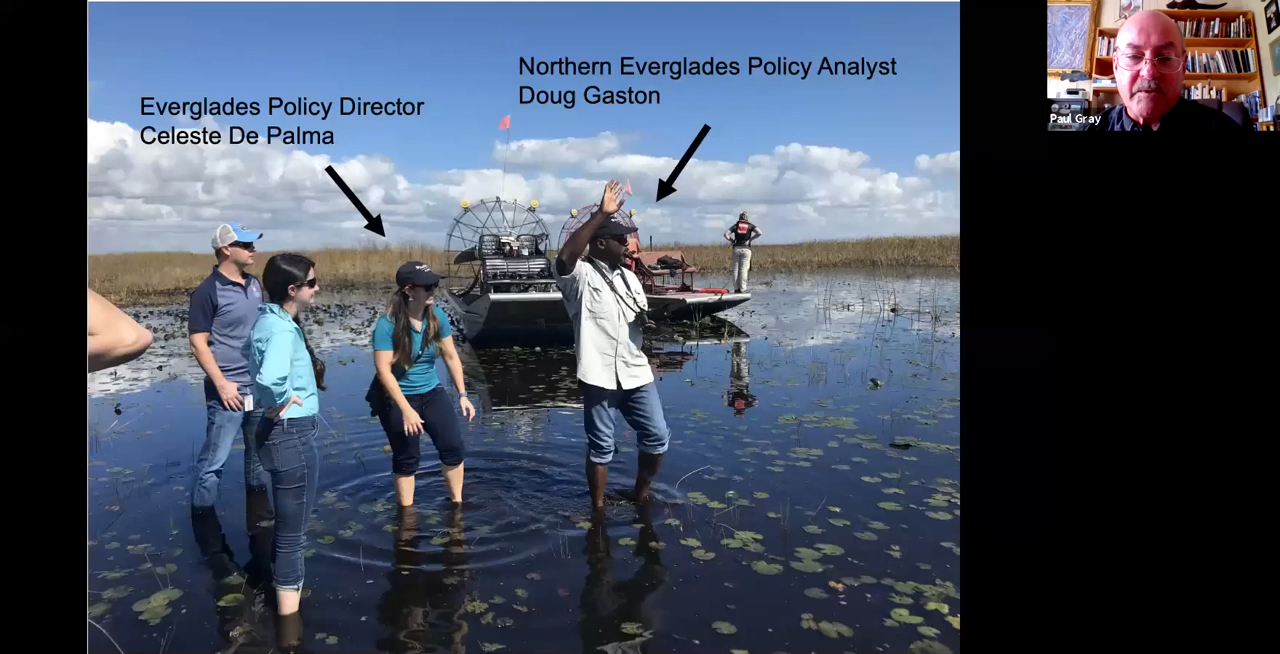 Northern Everglades Policy Analyst
Doug Gaston
Everglades Policy Director
Celeste De Palma
Paul Gray